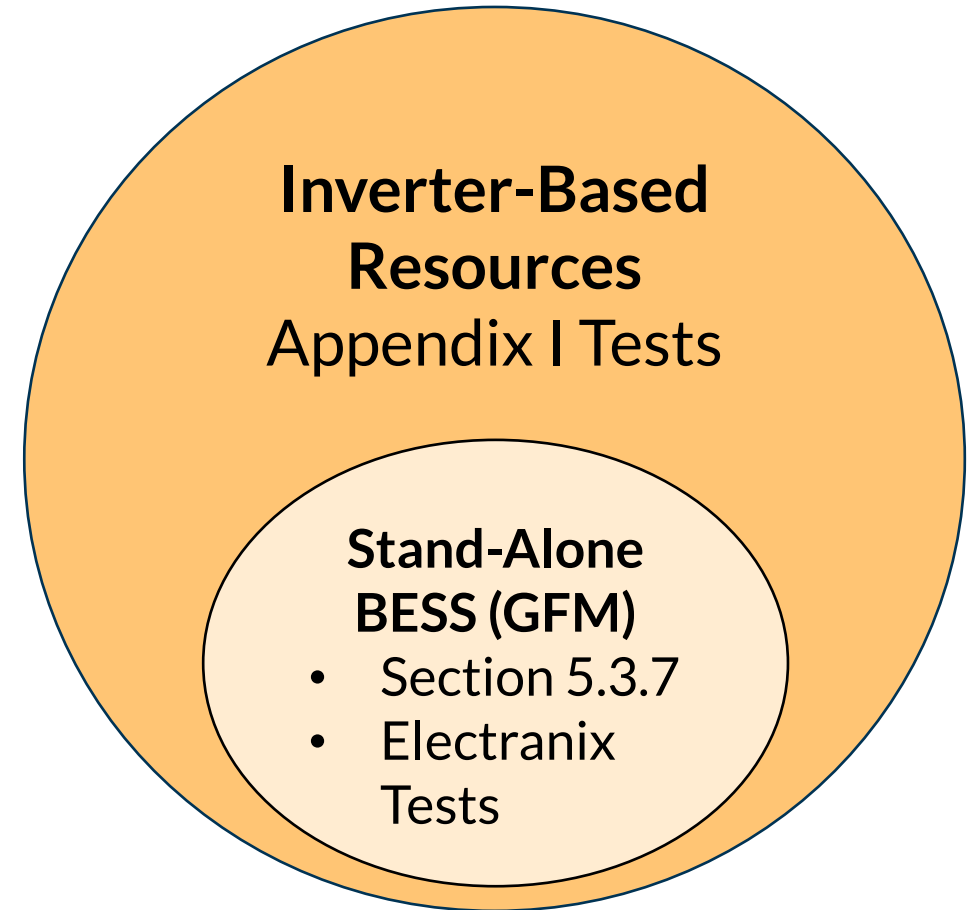 Inverter-Based
Resources
Appendix I Tests
Stand-Alone
BESS (GFM)
• Section 5.3.7
• Electranix
Tests